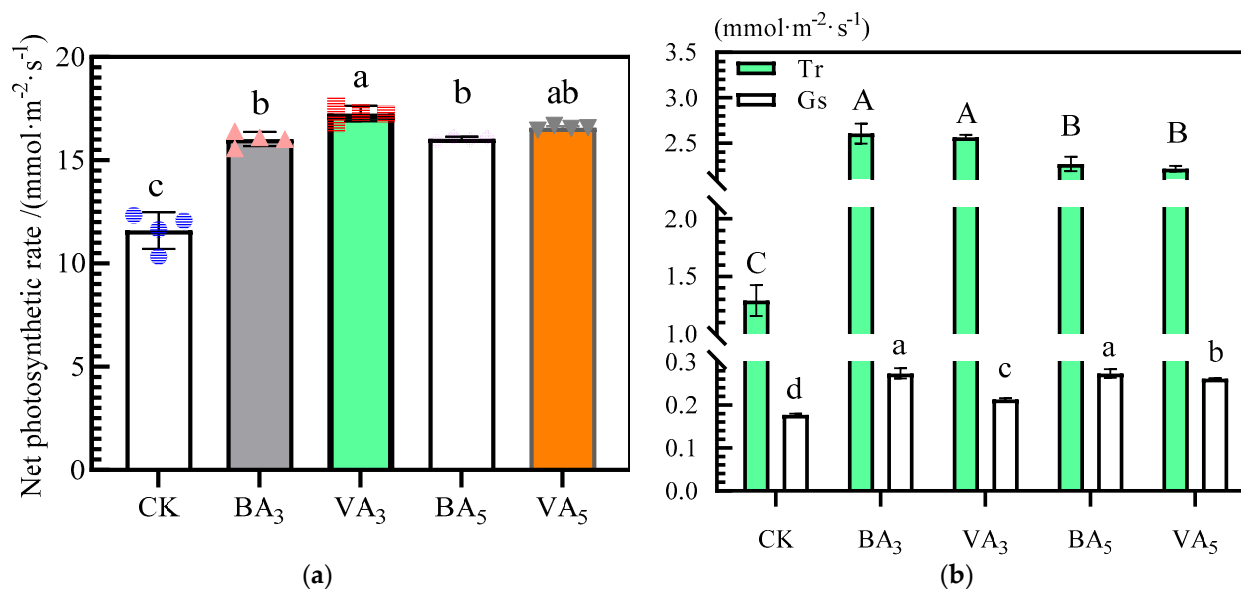 Net photosynthetic rate /(mmol·m⁻²·s⁻¹)
20
15
10
5
0
c
b
a
b
ab
CK
BA₃
VA₃
BA₅
VA₅
(a)
(mmol·m⁻²·s⁻¹)
3.5
3.0
2.5
2.0
1.5
1.0
0.3
0.2
0.1
0.0
Tr
Gs
C
A
A
B
B
d
a
c
a
b
CK
BA₃
VA₃
BA₅
VA₅
(b)